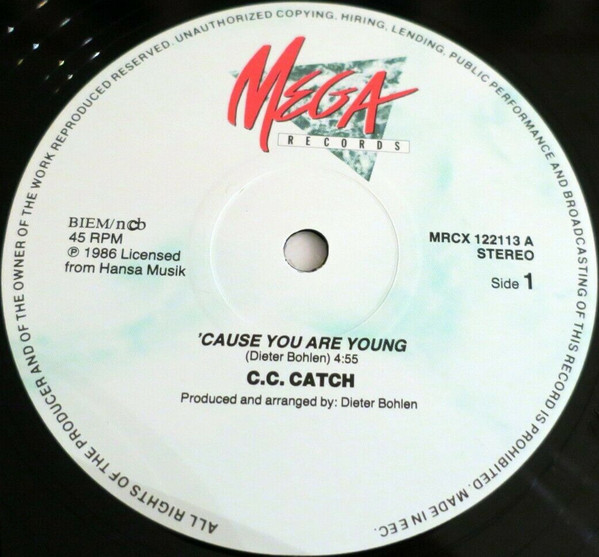 ALL RIGHTS OF THE PRODUCER AND OF THE OWNER OF THE WORK REPRODUCED RESERVED. UNAUTHORIZED COPYING, HIRING, LENDING, PUBLIC PERFORMANCE AND BROADCASTING OF THIS RECORD IS PROHIBITED. MADE IN EEC.
MEGA
RECORDS
BIEM/ncb
45 RPM
℗ 1986 Licensed
from Hansa Musik
MRCX 122113 A
STEREO
Side 1
'CAUSE YOU ARE YOUNG
(Dieter Bohlen) 4:55
C.C. CATCH
Produced and arranged by: Dieter Bohlen